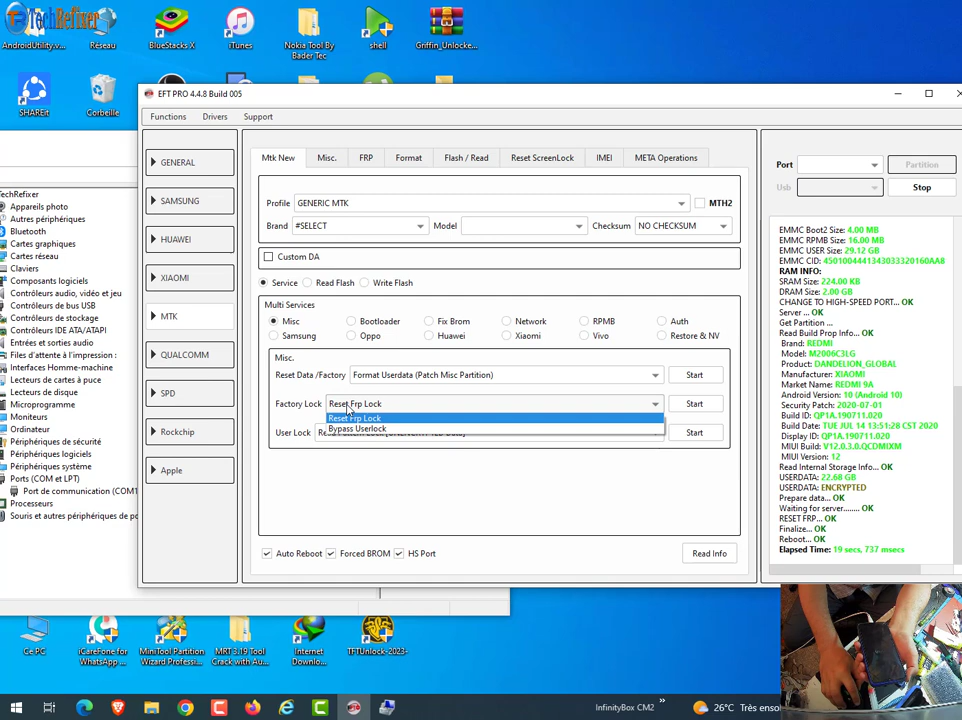 TechRefixer
AndroidUtility.v...
Reseau
BlueStacks X
iTunes
Nokia Tool By
Bader Tec
shell
Griffin_Unlocke...
SHAREit
Corbeille
EFT PRO 4.4.8 Build 005
Functions
Drivers
Support
GENERAL
SAMSUNG
HUAWEI
XIAOMI
MTK
QUALCOMM
SPD
Rockchip
Apple
Mtk New
Misc.
FRP
Format
Flash / Read
Reset ScreenLock
IMEI
META Operations
Profile
GENERIC MTK
MTH2
Brand
#SELECT
Model
Checksum
NO CHECKSUM
Custom DA
Service
Read Flash
Write Flash
Multi Services
Misc
Bootloader
Fix Brom
Network
RPMB
Auth
Samsung
Oppo
Huawei
Xiaomi
Vivo
Restore & NV
Misc.
Reset Data /Factory
Format Userdata (Patch Misc Partition)
Start
Factory Lock
Reset Frp Lock
Start
Reset Frp Lock
Bypass Userlock
User Lock
Start
Auto Reboot
Forced BROM
HS Port
Read Info
Port
Partition
Usb
Stop
EMMC Boot2 Size: 4.00 MB
EMMC RPMB Size: 16.00 MB
EMMC USER Size: 29.12 GB
EMMC CID: 4501004441343033320160AA8
RAM INFO:
SRAM Size: 224.00 KB
DRAM Size: 2.00 GB
CHANGE TO HIGH-SPEED PORT... OK
Server ... OK
Get Partition ...
Read Build Prop Info... OK
Brand: REDMI
Model: M2006C3LG
Product: DANDELION_GLOBAL
Manufacturer: XIAOMI
Market Name: REDMI 9A
Android Version: 10 (Android 10)
Security Patch: 2020-07-01
Build ID: QP1A.190711.020
Build Date: TUE JUL 14 13:51:28 CST 2020
Display ID: QP1A.190711.020
MIUI Build: V12.0.3.0.QCDMIXM
MIUI Version: 12
Read Internal Storage Info... OK
USERDATA: 22.68 GB
USERDATA: ENCRYPTED
Prepare data... OK
Waiting for server........ OK
RESET FRP... OK
Finalize... OK
Reboot... OK
Elapsed Time: 19 secs, 737 msecs
TechRefixer
Appareils photo
Autres périphériques
Bluetooth
Cartes graphiques
Cartes réseau
Claviers
Composants logiciels
Contrôleurs audio, vidéo et jeu
Contrôleurs de bus USB
Contrôleurs de stockage
Contrôleurs IDE ATA/ATAPI
Entrées et sorties audio
Files d'attente à l'impression :
Interfaces Homme-machine
Lecteurs de cartes à puce
Lecteurs de disque
Microprogramme
Moniteurs
Ordinateur
Périphériques de sécurité
Périphériques logiciels
Périphériques système
Ports (COM et LPT)
Port de communication (COM1
Processeurs
Souris et autres périphériques de po
Ce PC
iCareFone for
WhatsApp ...
MiniTool Partition
Wizard Professi...
MRT 3.19 Tool
Crack with Au...
Internet
Downlo...
TFTUnlock-2023-
InfinityBox CM2
26°C
Très ensol